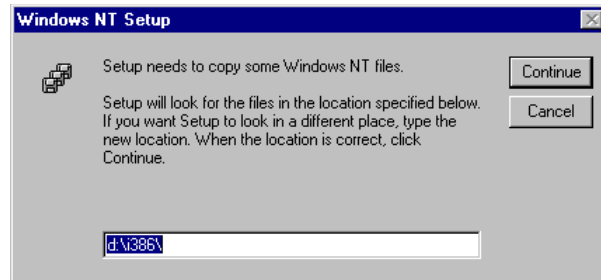 Windows NT Setup
Setup needs to copy some Windows NT files.
Continue
Setup will look for the files in the location specified below.
If you want Setup to look in a different place, type the
new location. When the location is correct, click
Continue.
Cancel
d:\i386\